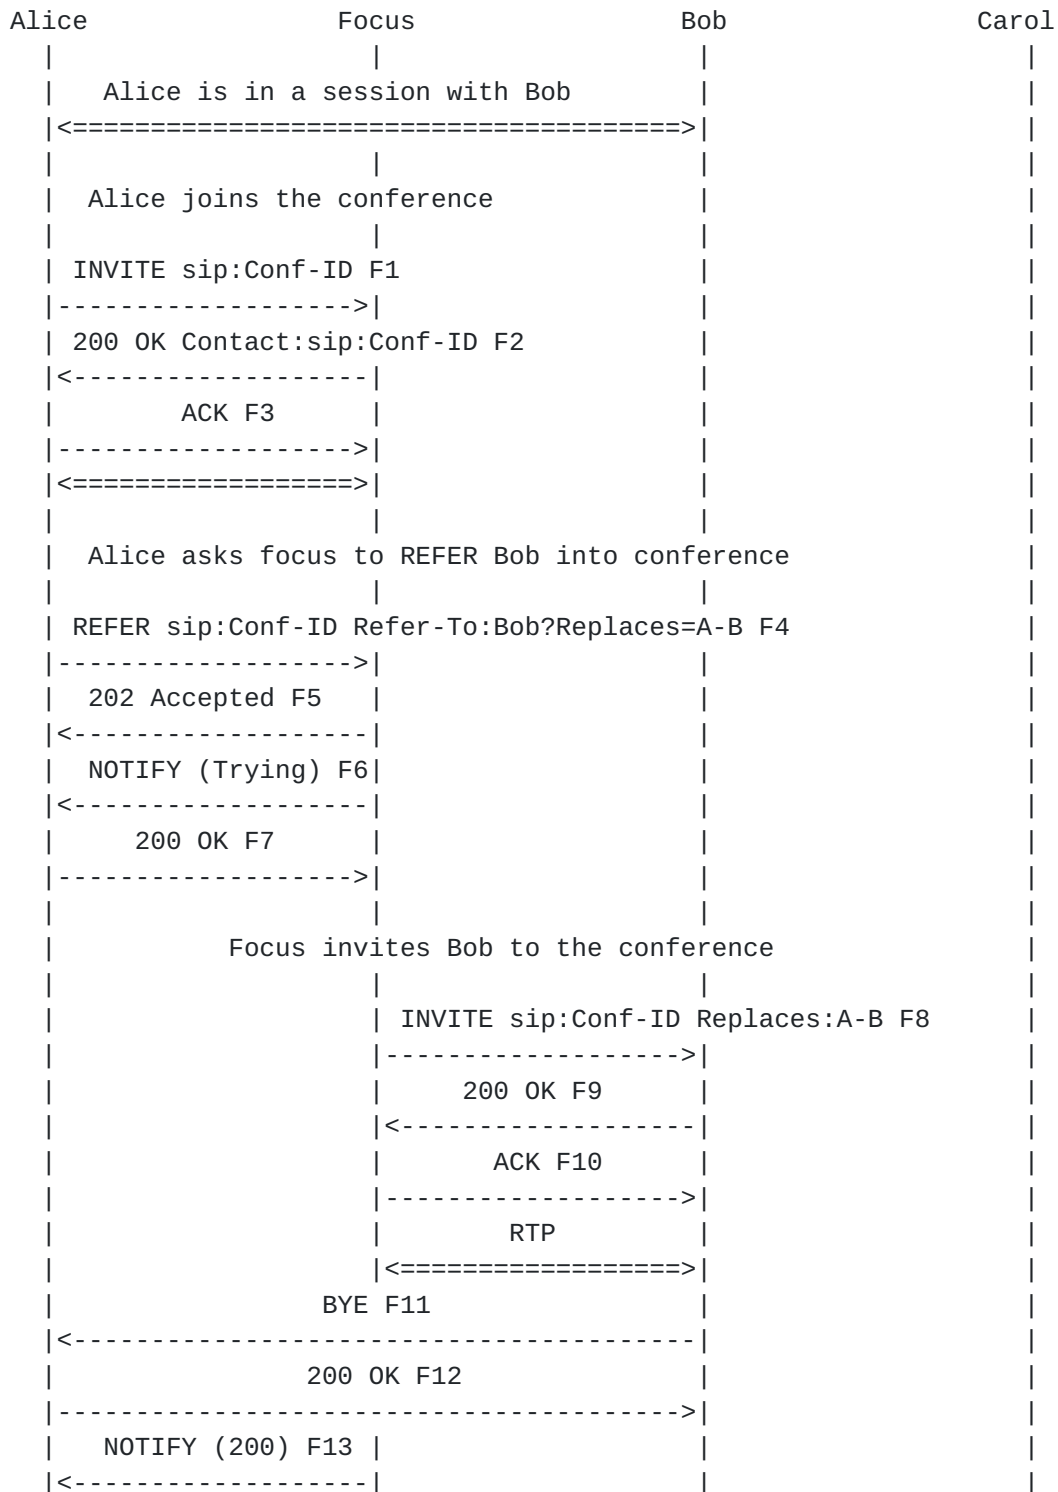 Alice                Focus                 Bob                Carol
  |                    |                    |                    |
  |   Alice is in a session with Bob        |                    |
  |<=======================================>|                    |
  |                    |                    |                    |
  |  Alice joins the conference             |                    |
  |                    |                    |                    |
  | INVITE sip:Conf-ID F1                   |                    |
  |------------------->|                    |                    |
  | 200 OK Contact:sip:Conf-ID F2           |                    |
  |<-------------------|                    |                    |
  |        ACK F3      |                    |                    |
  |------------------->|                    |                    |
  |<==================>|                    |                    |
  |                    |                    |                    |
  |  Alice asks focus to REFER Bob into conference               |
  |                    |                    |                    |
  | REFER sip:Conf-ID Refer-To:Bob?Replaces=A-B F4               |
  |------------------->|                    |                    |
  |  202 Accepted F5   |                    |                    |
  |<-------------------|                    |                    |
  |  NOTIFY (Trying) F6|                    |                    |
  |<-------------------|                    |                    |
  |     200 OK F7      |                    |                    |
  |------------------->|                    |                    |
  |                    |                    |                    |
  |           Focus invites Bob to the conference                |
  |                    |                    |                    |
  |                    | INVITE sip:Conf-ID Replaces:A-B F8      |
  |                    |------------------->|                    |
  |                    |     200 OK F9      |                    |
  |                    |<-------------------|                    |
  |                    |       ACK F10      |                    |
  |                    |------------------->|                    |
  |                    |        RTP         |                    |
  |                    |<==================>|                    |
  |                 BYE F11                 |                    |
  |<----------------------------------------|                    |
  |                200 OK F12               |                    |
  |---------------------------------------->|                    |
  |   NOTIFY (200) F13 |                    |                    |
  |<-------------------|                    |                    |